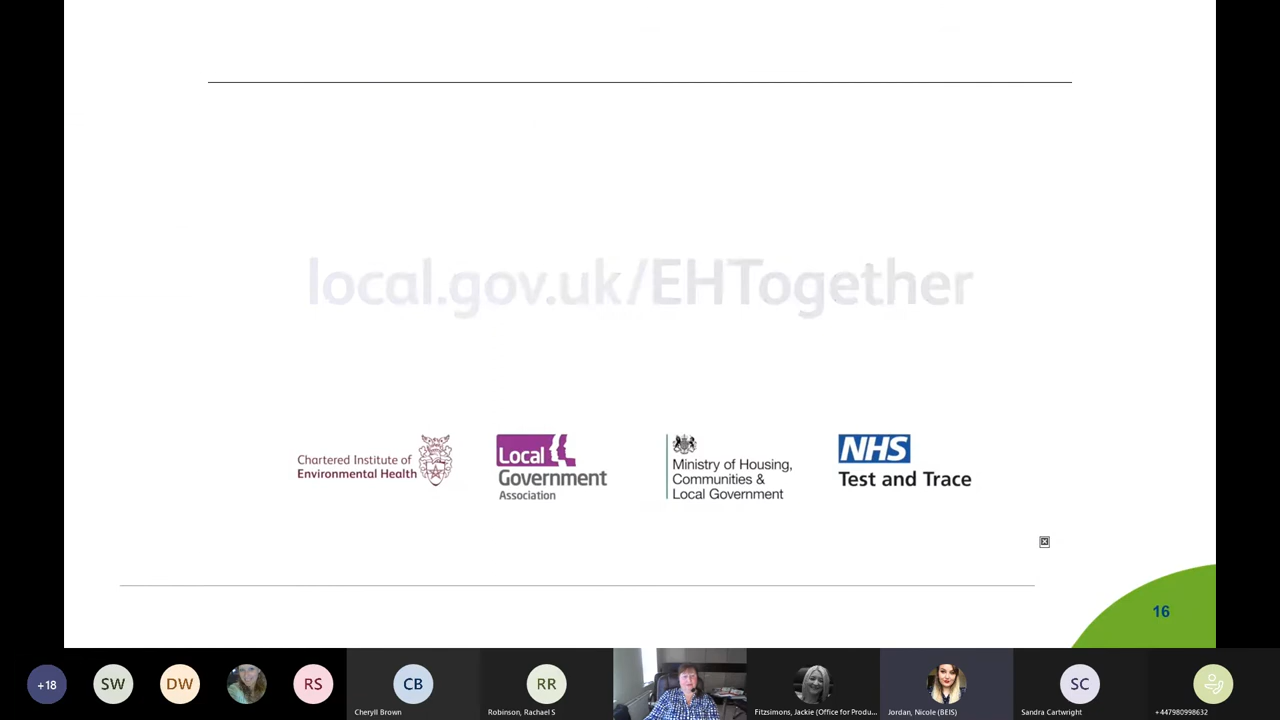 local.gov.uk/EHTogether
Chartered Institute of
Environmental Health
Local
Government
Association
Ministry of Housing,
Communities &
Local Government
NHS
Test and Trace
16
+18
SW
DW
RS
CB
RR
SC
Cheryll Brown
Robinson, Rachael S
Fitzsimons, Jackie (Office for Produ...
Jordan, Nicole (BEIS)
Sandra Cartwright
+447980998632